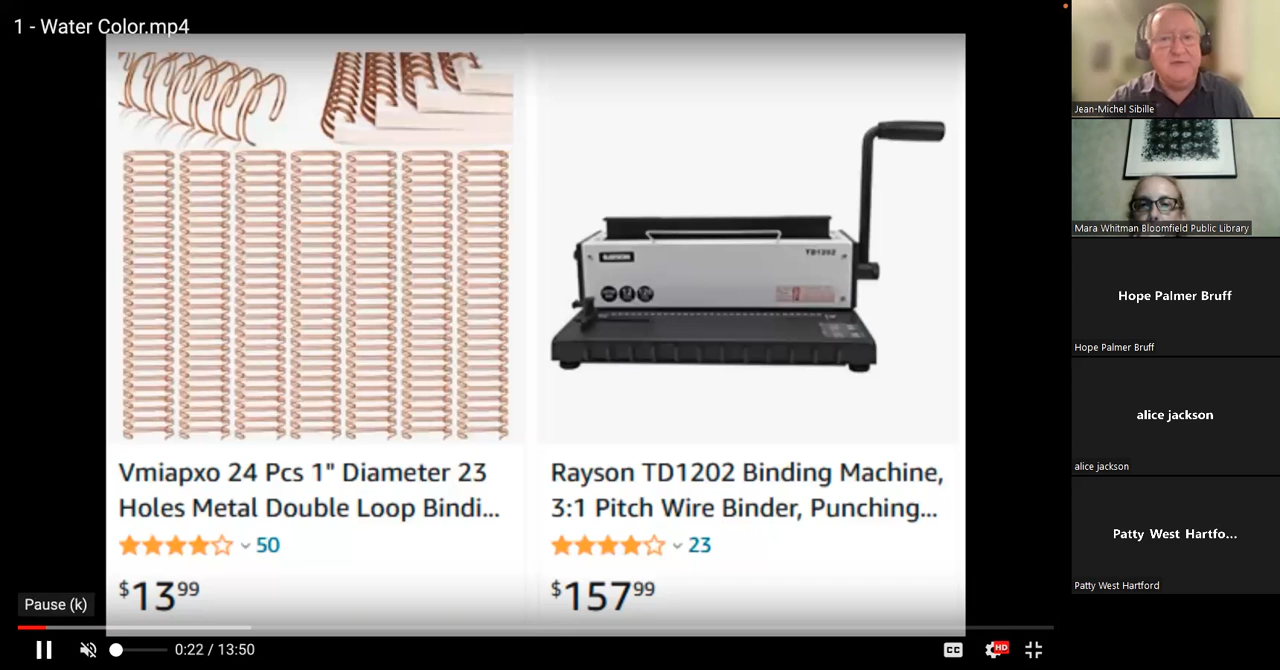 1 - Water Color.mp4
RAYSON
TD1202
Vmiapxo 24 Pcs 1" Diameter 23
Holes Metal Double Loop Bindi...
50
$13 99
Rayson TD1202 Binding Machine,
3:1 Pitch Wire Binder, Punching...
23
$157 99
Pause (k)
0:22 / 13:50
CC
HD
Jean-Michel Sibille
Mara Whitman Bloomfield Public Library
Hope Palmer Bruff
Hope Palmer Bruff
alice jackson
alice jackson
Patty West Hartfo...
Patty West Hartford